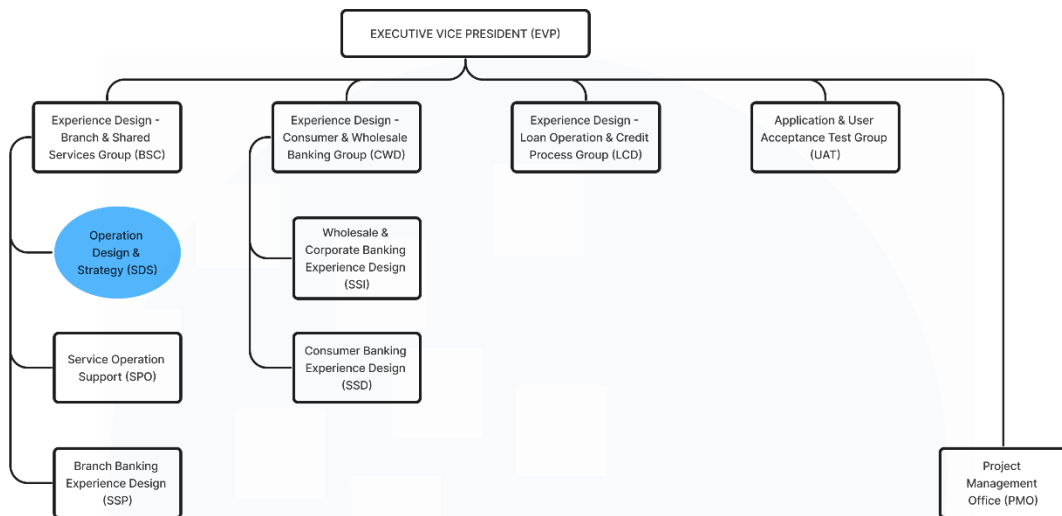 EXECUTIVE VICE PRESIDENT (EVP)
Experience Design -
Branch & Shared
Services Group (BSC)
Experience Design -
Consumer & Wholesale
Banking Group (CWD)
Experience Design -
Loan Operation & Credit
Process Group (LCD)
Application & User
Acceptance Test Group
(UAT)
Operation
Design &
Strategy (SDS)
Wholesale &
Corporate Banking
Experience Design
(SSI)
Service Operation
Support (SPO)
Consumer Banking
Experience Design
(SSD)
Branch Banking
Experience Design
(SSP)
Project
Management
Office (PMO)